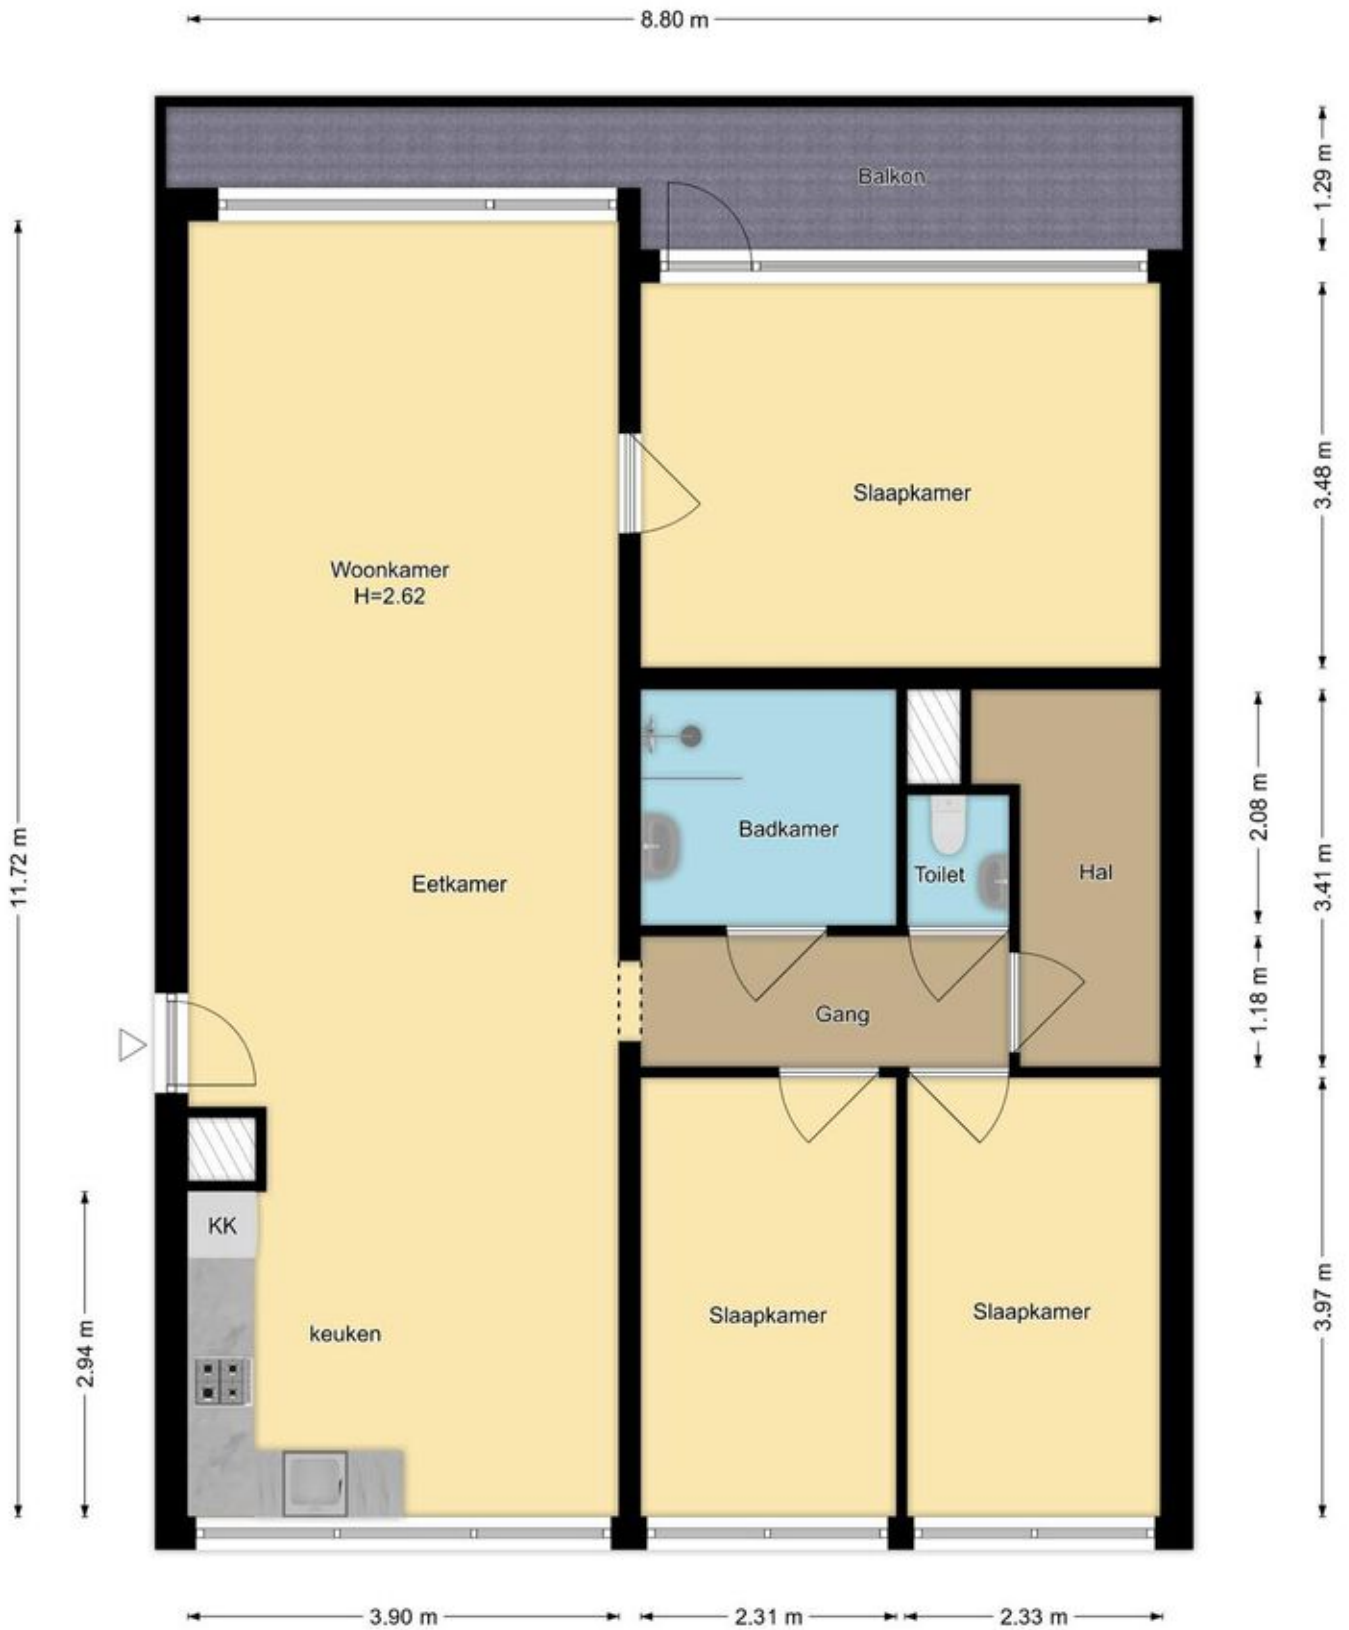 8.80 m
Balkon
1.29 m
3.48 m
Slaapkamer
Woonkamer
H=2.62
11.72 m
Badkamer
2.08 m
Toilet
Hal
3.41 m
Eetkamer
Gang
1.18 m
KK
2.94 m
keuken
Slaapkamer
Slaapkamer
3.97 m
3.90 m
2.31 m
2.33 m